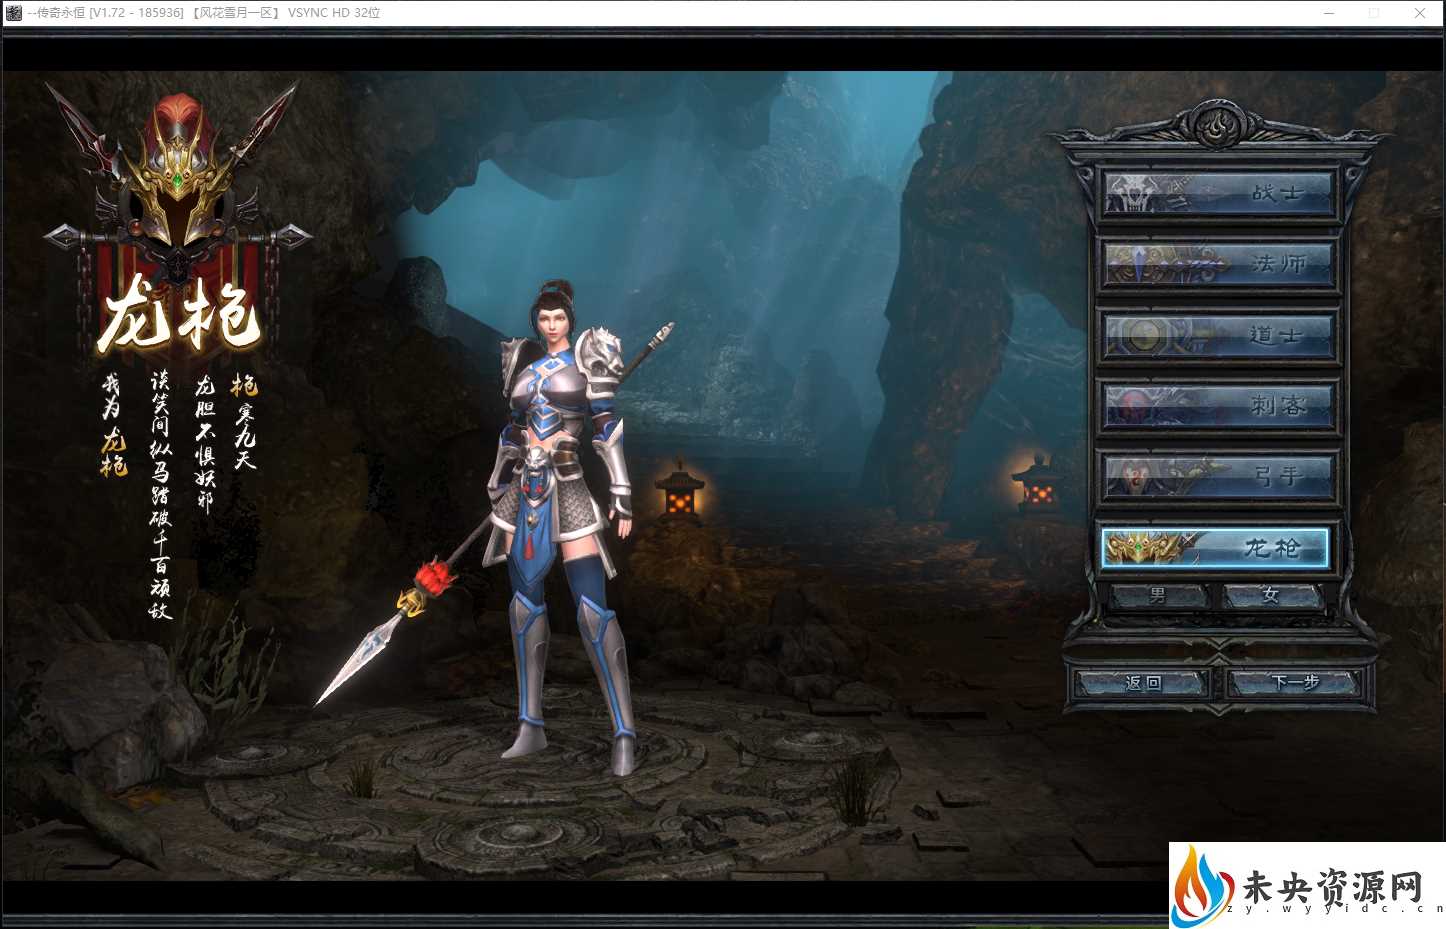 --传奇永恒 [V1.72 - 185936] 【风花雪月一区】 VSYNC HD 32位
龙枪
枪寒九天
龙胆不惧妖邪
谈笑间纵马踏破千百顽敌
我为龙枪
战士
法师
道士
刺客
弓手
龙枪
男 女
返回 下一步
未央资源网
zy.wyyidc.cn